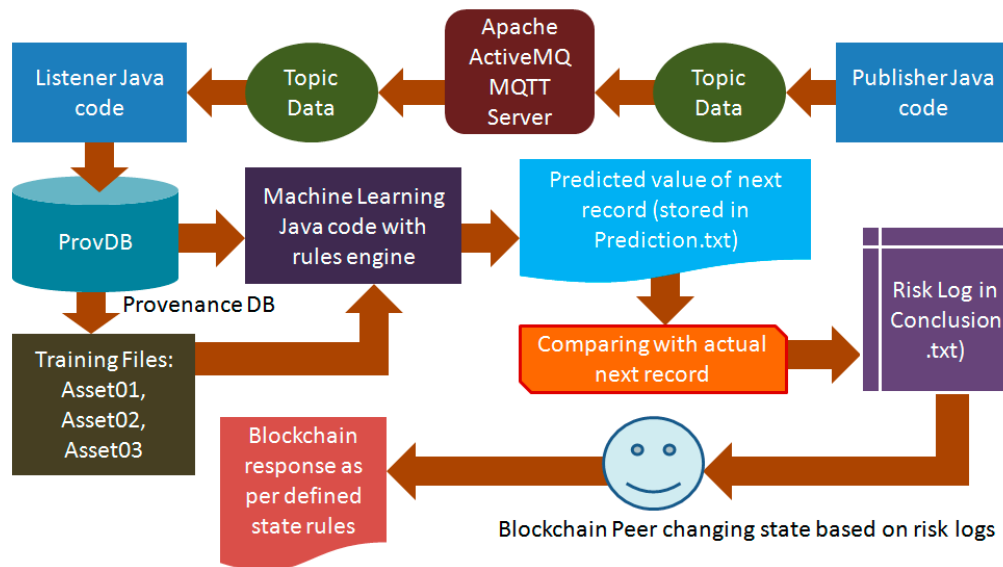 Listener Java
code
Topic
Data
Apache
ActiveMQ
MQTT
Server
Topic
Data
Publisher Java
code
ProvDB
Provenance DB
Machine Learning
Java code with
rules engine
Predicted value of next
record (stored in
Prediction.txt)
Risk Log in
Conclusion
.txt)
Training Files:
Asset01,
Asset02,
Asset03
Comparing with actual
next record
Blockchain
response as
per defined
state rules
Blockchain Peer changing state based on risk logs